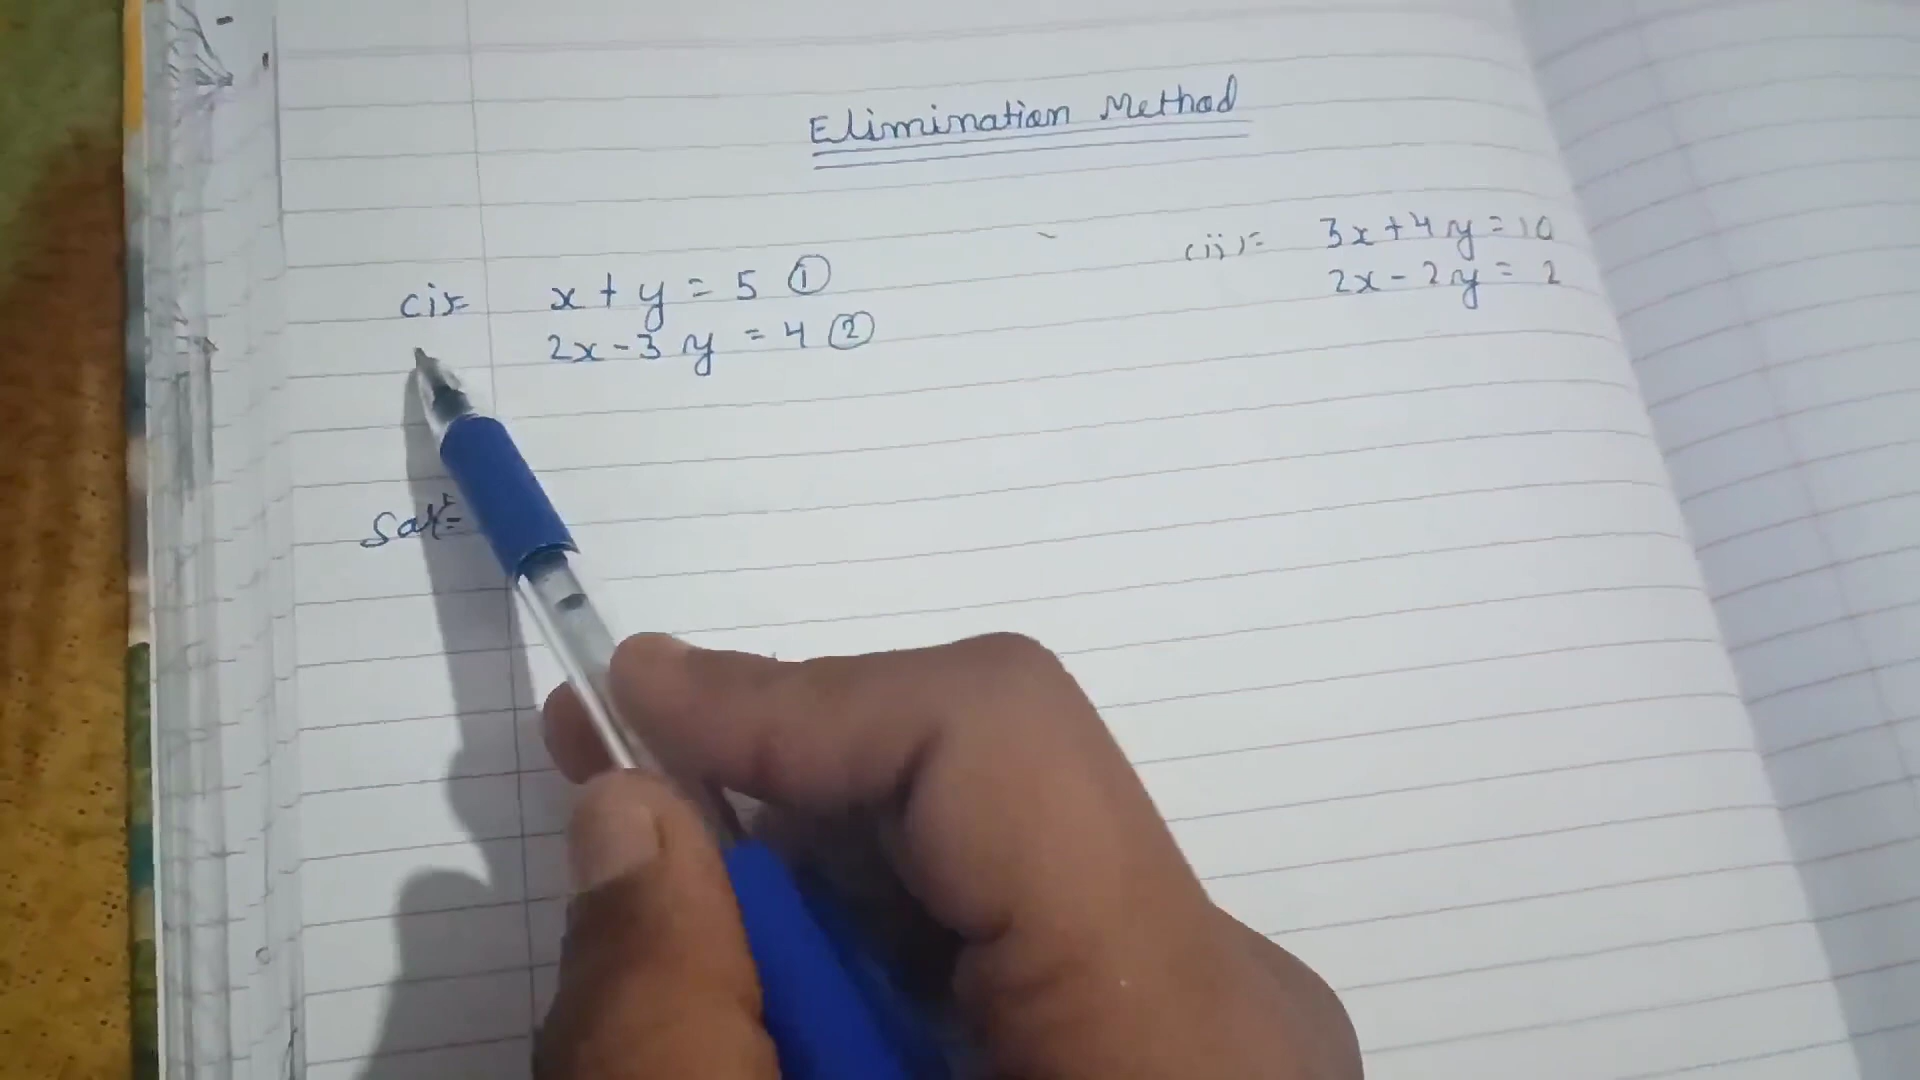 Elimination Method
(i):- x + y = 5 ①
2x - 3y = 4 ②
(ii):- 3x + 4y = 10
2x - 2y = 2
Sol:-